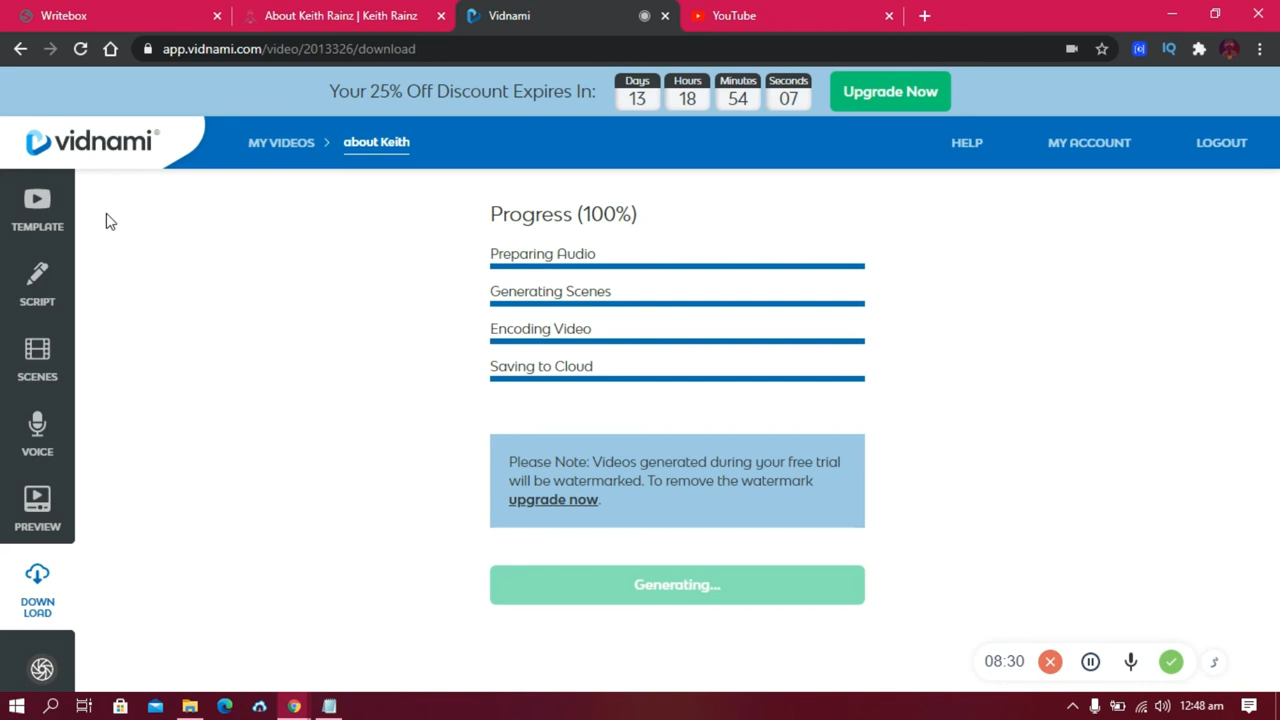 Writebox
About Keith Rainz | Keith Rainz
Vidnami
YouTube
app.vidnami.com/video/2013326/download
IQ
Your 25% Off Discount Expires In:
Days Hours Minutes Seconds
13 18 54 07
Upgrade Now
vidnami®
MY VIDEOS > about Keith
HELP
MY ACCOUNT
LOGOUT
TEMPLATE
SCRIPT
SCENES
VOICE
PREVIEW
DOWN
LOAD
Progress (100%)
Preparing Audio
Generating Scenes
Encoding Video
Saving to Cloud
Please Note: Videos generated during your free trial
will be watermarked. To remove the watermark
upgrade now.
Generating...
08:30
12:48 am